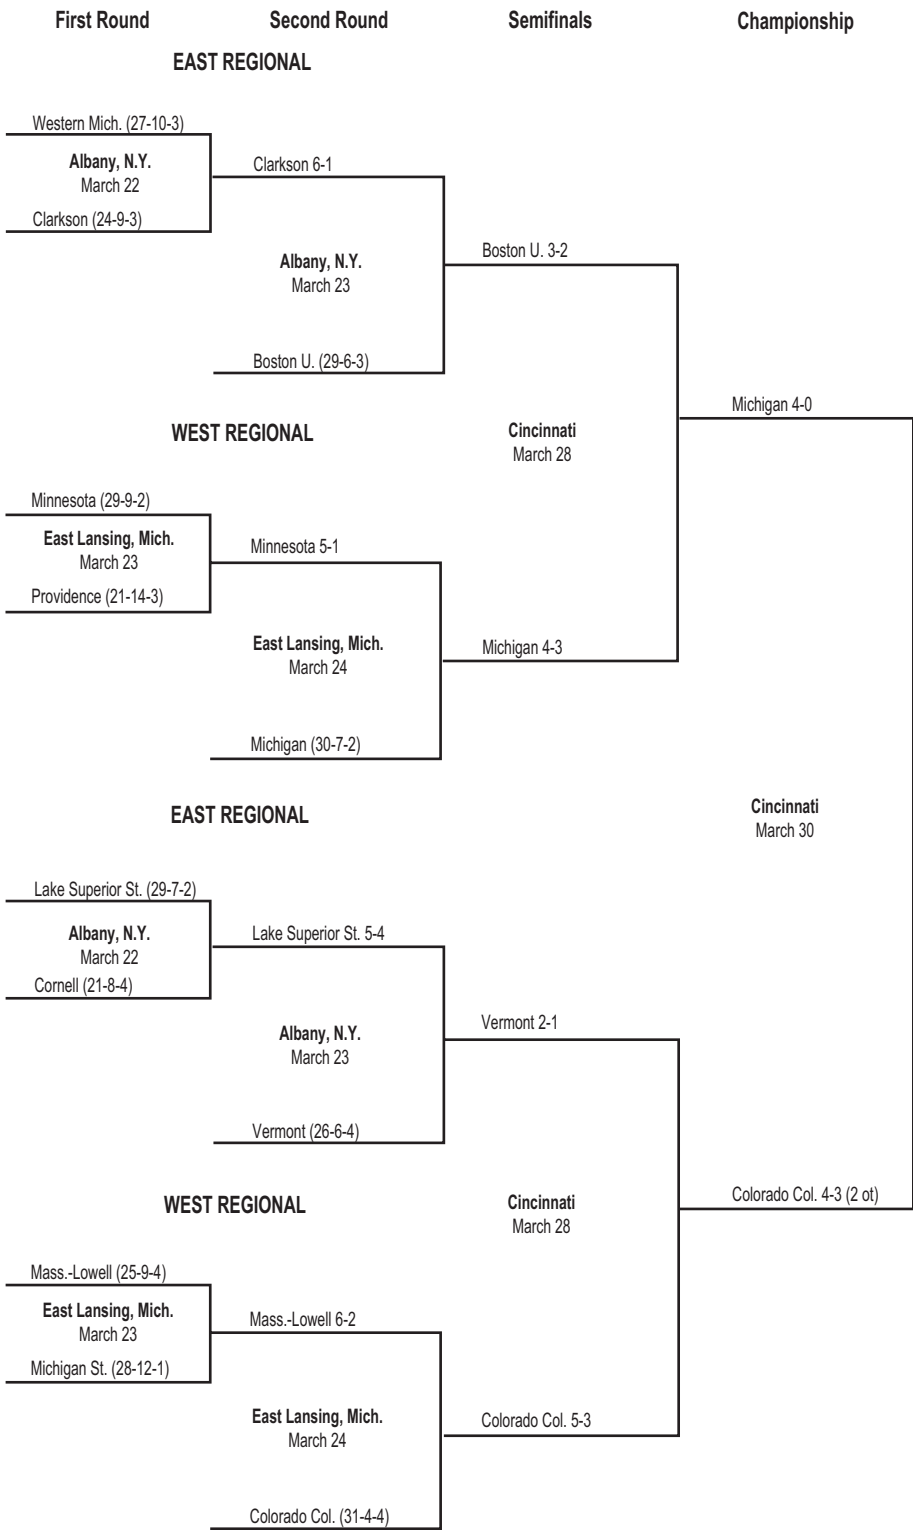 First Round Second Round Semifinals Championship
EAST REGIONAL
Western Mich. (27-10-3)
Albany, N.Y.
March 22
Clarkson (24-9-3)
Clarkson 6-1
Albany, N.Y.
March 23
Boston U. (29-6-3)
Boston U. 3-2
WEST REGIONAL
Cincinnati
March 28
Michigan 4-0
Minnesota (29-9-2)
East Lansing, Mich.
March 23
Providence (21-14-3)
Minnesota 5-1
East Lansing, Mich.
March 24
Michigan (30-7-2)
Michigan 4-3
EAST REGIONAL
Cincinnati
March 30
Lake Superior St. (29-7-2)
Albany, N.Y.
March 22
Cornell (21-8-4)
Lake Superior St. 5-4
Albany, N.Y.
March 23
Vermont (26-6-4)
Vermont 2-1
WEST REGIONAL
Cincinnati
March 28
Colorado Col. 4-3 (2 ot)
Mass.-Lowell (25-9-4)
East Lansing, Mich.
March 23
Michigan St. (28-12-1)
Mass.-Lowell 6-2
East Lansing, Mich.
March 24
Colorado Col. (31-4-4)
Colorado Col. 5-3